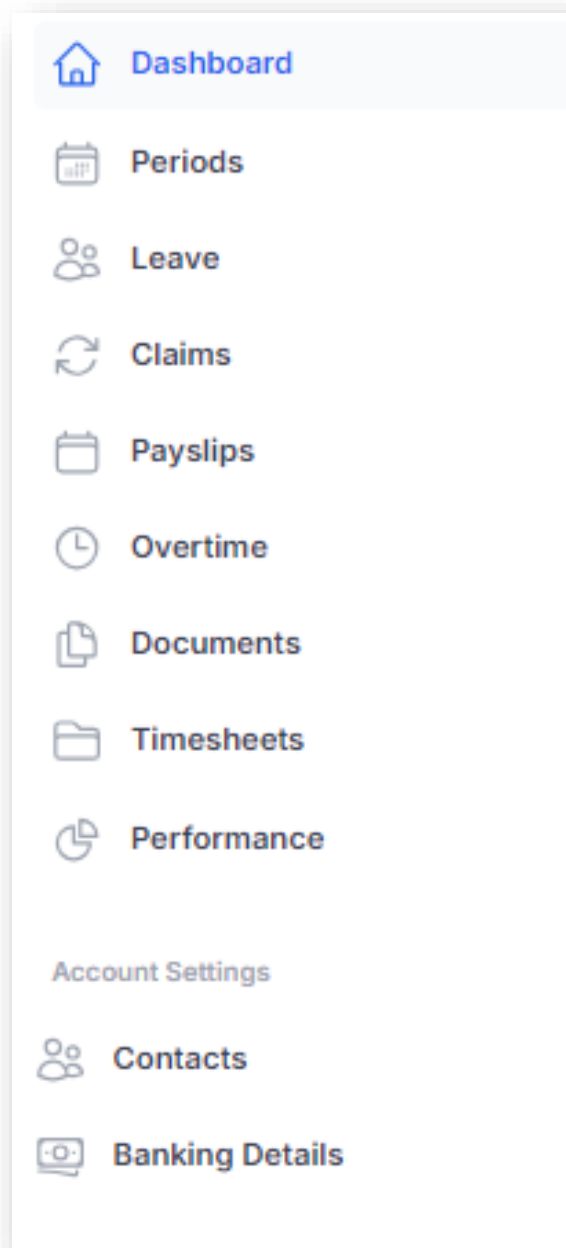 Dashboard
Periods
Leave
Claims
Payslips
Overtime
Documents
Timesheets
Performance
Account Settings
Contacts
Banking Details